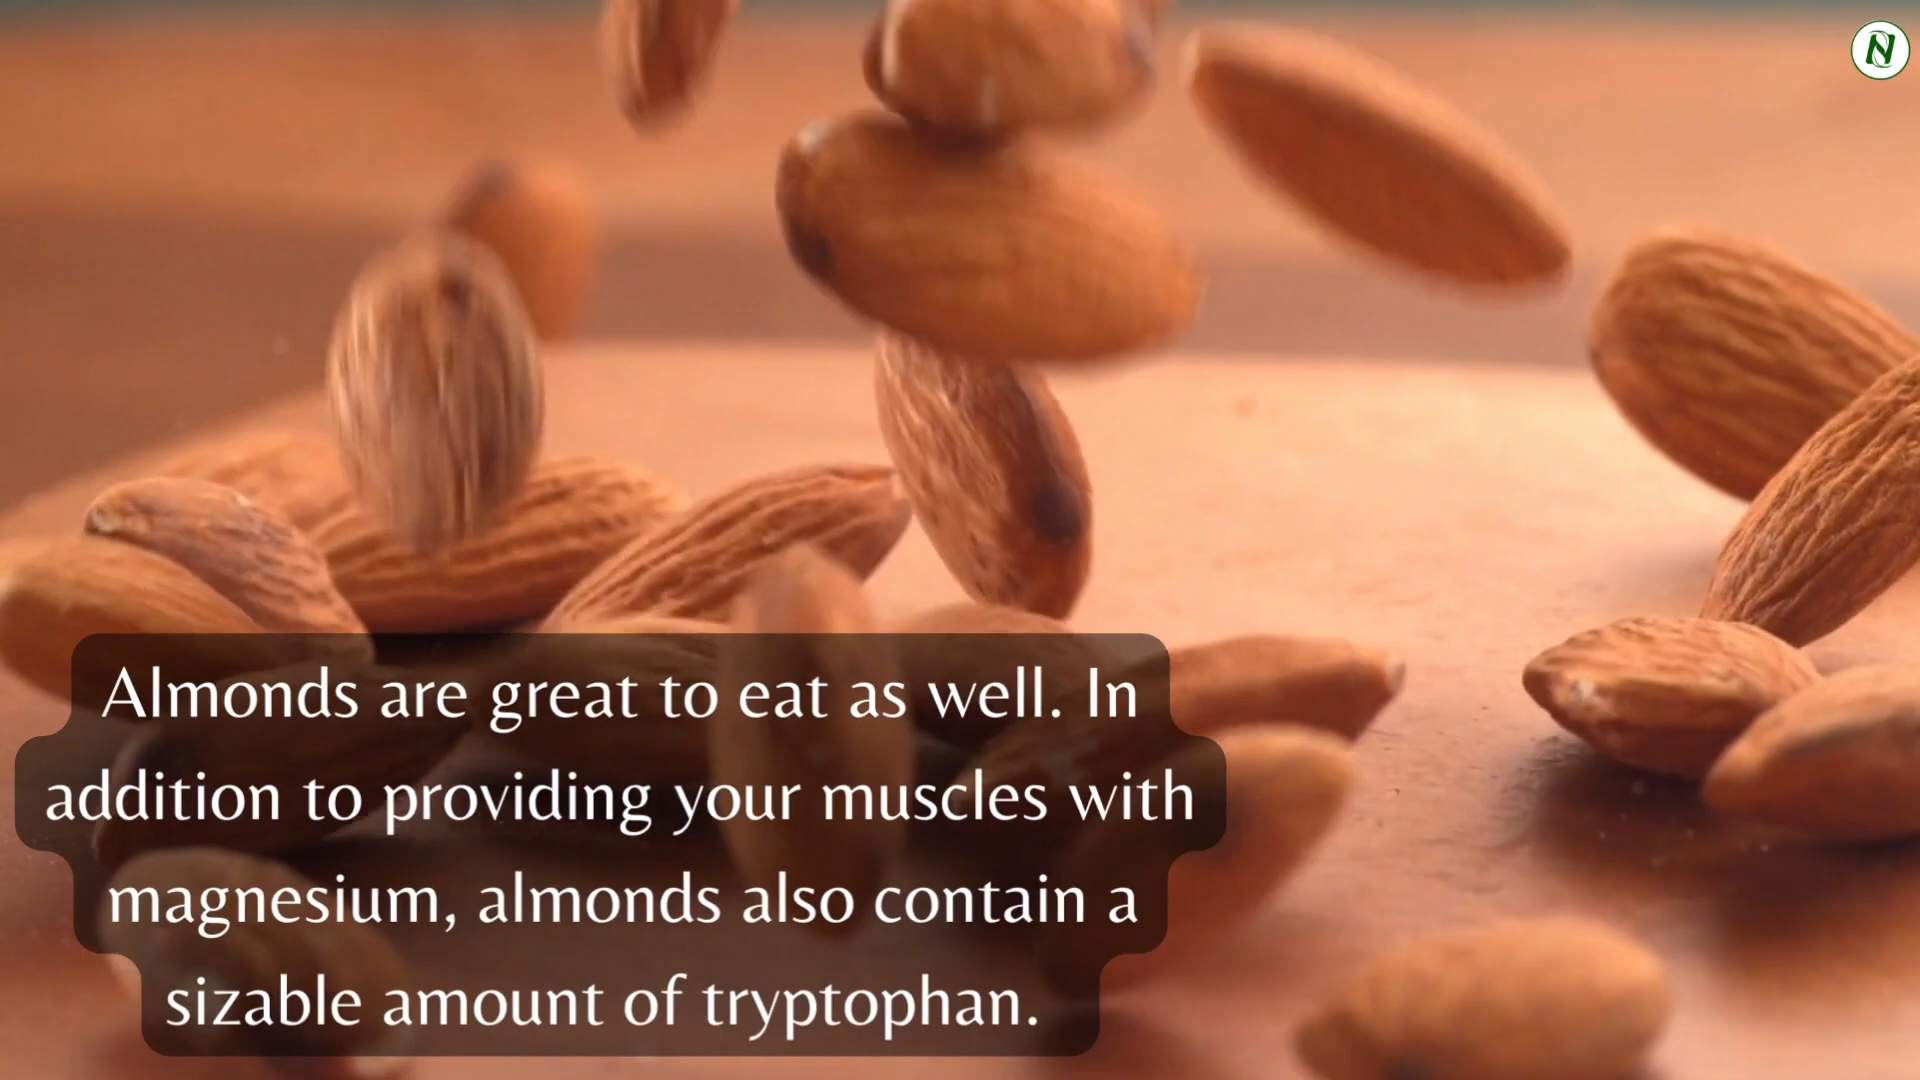 N
Almonds are great to eat as well. In
addition to providing your muscles with
magnesium, almonds also contain a
sizable amount of tryptophan.